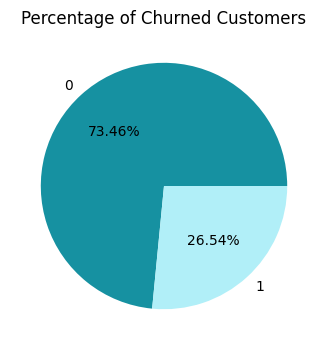 Percentage of Churned Customers
0
73.46%
26.54%
1